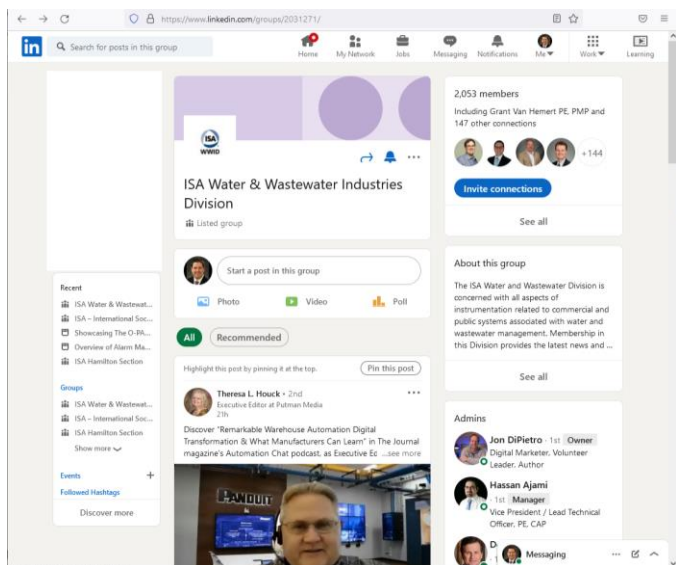 https://www.linkedin.com/groups/2031271/
in
Search for posts in this group
Home
My Network
Jobs
Messaging
Notifications
Me
Work
Learning
ISA
WWID
ISA Water & Wastewater Industries
Division
Listed group
Start a post in this group
Photo
Video
Poll
All
Recommended
Highlight this post by pinning it at the top.
Pin this post
Theresa L. Houck • 2nd
Executive Editor at Putman Media
21h
Discover "Remarkable Warehouse Automation Digital
Transformation & What Manufacturers Can Learn" in The Journal
magazine's Automation Chat podcast, as Executive Ed ...see more
PANDUIT
Recent
ISA Water & Wastewat...
ISA – International Soc...
Showcasing The O-PA...
Overview of Alarm Ma...
ISA Hamilton Section
Groups
ISA Water & Wastewat...
ISA – International Soc...
ISA Hamilton Section
Show more
Events +
Followed Hashtags
Discover more
2,053 members
Including Grant Van Hemert PE, PMP and
147 other connections
+144
Invite connections
See all
About this group
The ISA Water and Wastewater Division is
concerned with all aspects of
instrumentation related to commercial and
public systems associated with water and
wastewater management. Membership in
this Division provides the latest news and ...
See all
Admins
Jon DiPietro · 1st Owner
Digital Marketer, Volunteer
Leader, Author
Hassan Ajami
· 1st Manager
Vice President / Lead Technical
Officer, PE, CAP
Messaging